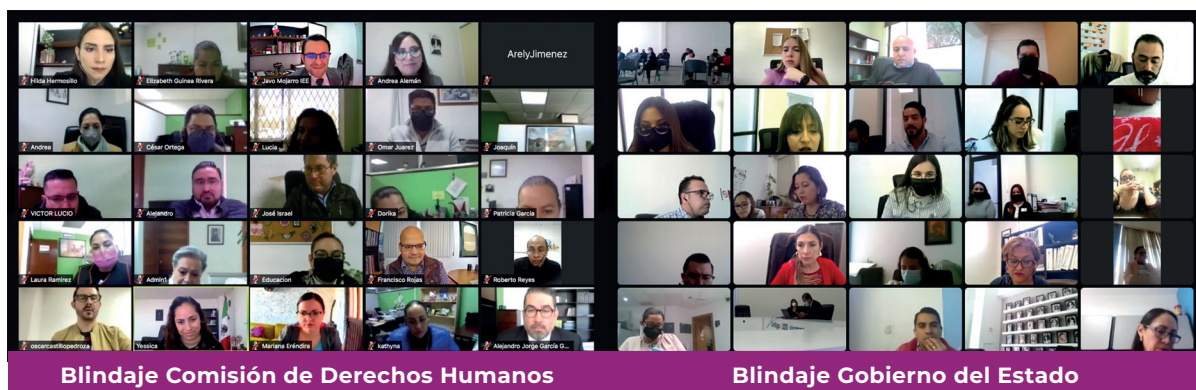 Hilda Hermosillo
Elizabeth Guinea Rivera
Javo Mojarro IEE
Andrea Alemán
ArelyJimenez
Andrea
César Ortega
Lucia
Omar Juarez
Joaquín
VICTOR LUCIO
Alejandro
José Israel
Dorika
Patricia García
Laura Ramírez
Admin1
Educacion
Francisco Rojas
Roberto Reyes
oscarcastillopedroza
Yessica
Mariana Eréndira
kathyna
Alejandro Jorge García G...
Blindaje Comisión de Derechos Humanos
Blindaje Gobierno del Estado